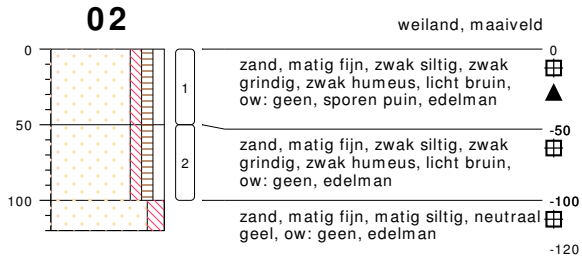 02
weiland, maaiveld
0
0
zand, matig fijn, zwak siltig, zwak
grindig, zwak humeus, licht bruin,
ow: geen, sporen puin, edelman
1
50
-50
zand, matig fijn, zwak siltig, zwak
grindig, zwak humeus, licht bruin,
ow: geen, edelman
2
100
-100
zand, matig fijn, matig siltig, neutraal
geel, ow: geen, edelman
-120